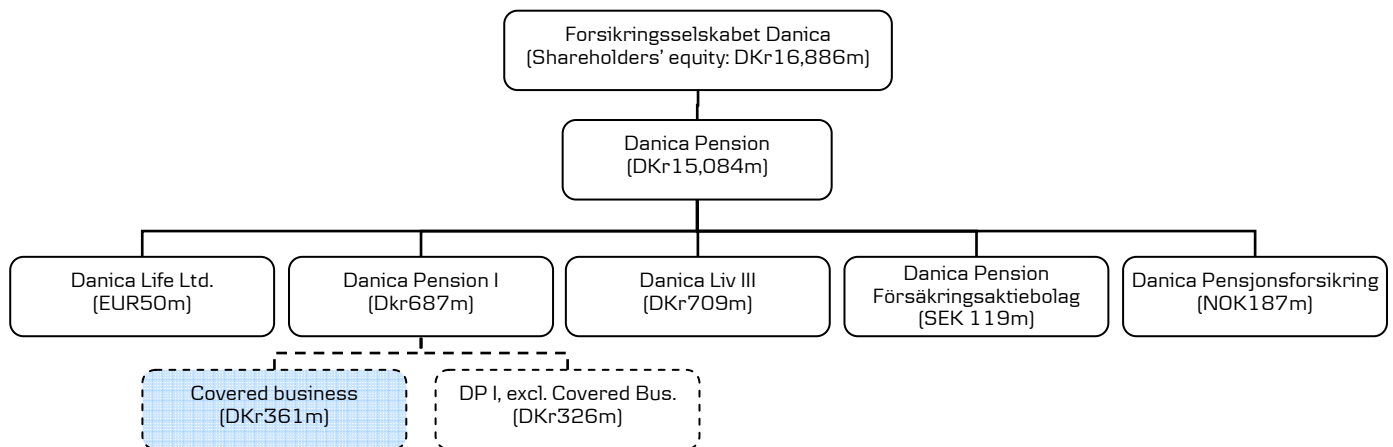 Forsikringsselskabet Danica
(Shareholders’ equity: DKr16,886m)
Danica Pension
(DKr15,084m)
Danica Life Ltd.
(EUR50m)
Danica Pension I
(Dkr687m)
Danica Liv III
(DKr709m)
Danica Pension
Försäkringsaktiebolag
(SEK 119m)
Danica Pensjonsforsikring
(NOK187m)
Covered business
(DKr361m)
DP I, excl. Covered Bus.
(DKr326m)